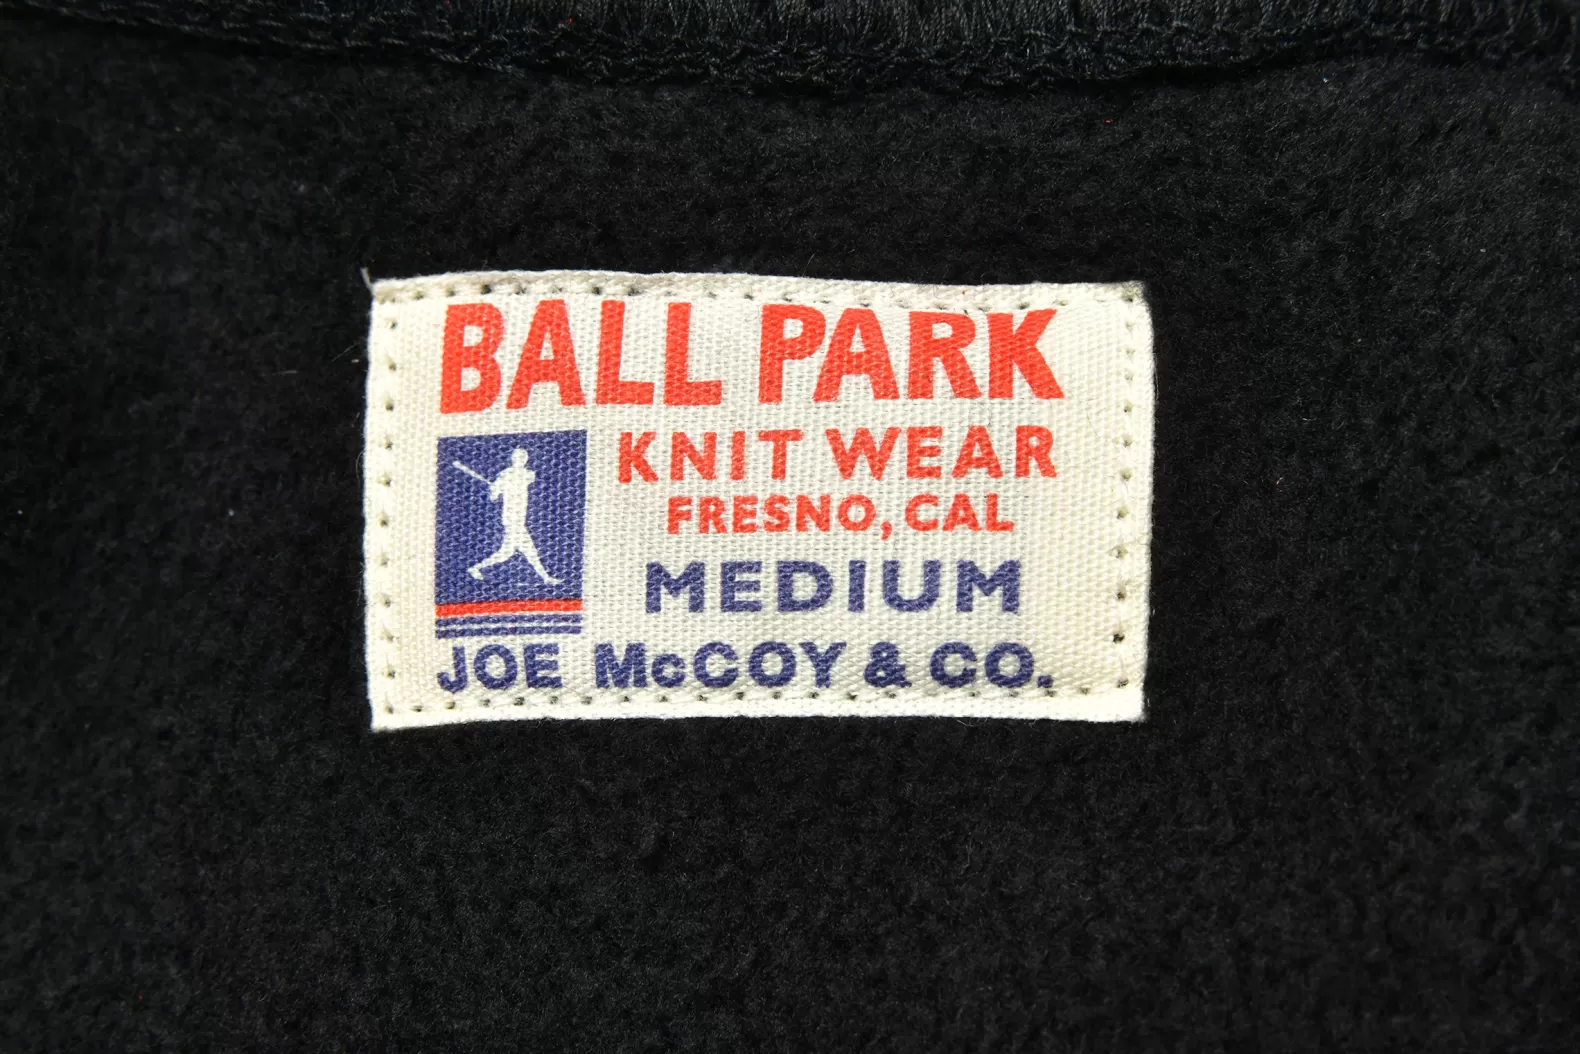 BALL PARK
KNIT WEAR
FRESNO, CAL
MEDIUM
JOE McCOY & CO.